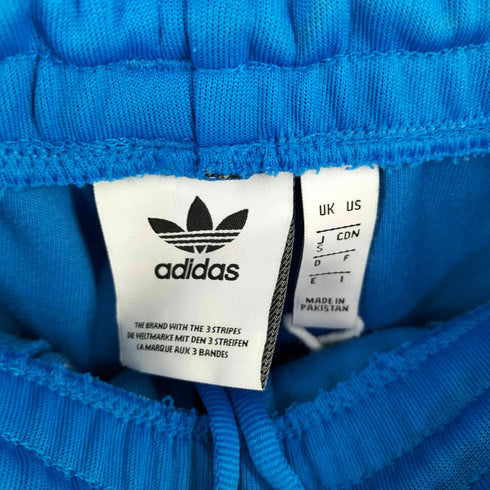 adidas
THE BRAND WITH THE 3 STRIPES
DIE WELTMARKE MIT DEN 3 STREIFEN
LA MARQUE AUX 3 BANDES
UK US
J CDN
S
D F
E I
MADE IN
PAKISTAN